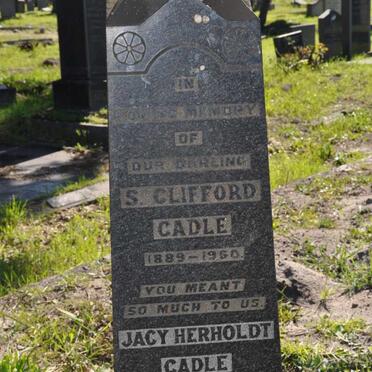 IN
LOVING MEMORY
OF
OUR DARLING
S. CLIFFORD
CADLE
1889-1960.
YOU MEANT
SO MUCH TO US.
JACY HERHOLDT
CADLE